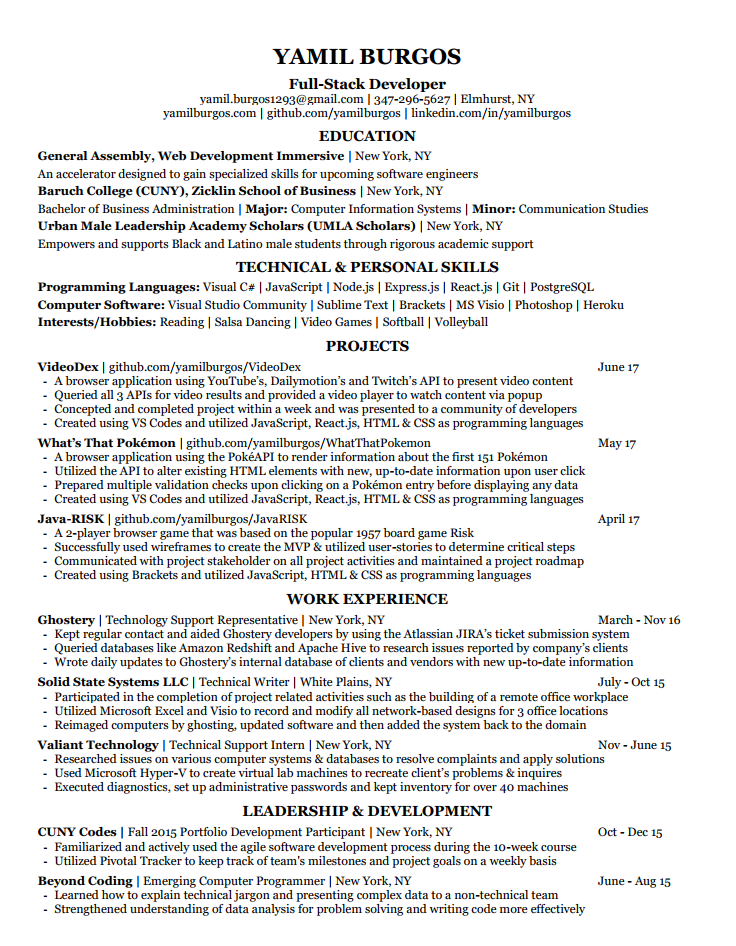 YAMIL BURGOS
Full-Stack Developer
yamil.burgos1293@gmail.com | 347-296-5627 | Elmhurst, NY
yamilburgos.com | github.com/yamilburgos | linkedin.com/in/yamilburgos
EDUCATION
General Assembly, Web Development Immersive | New York, NY
An accelerator designed to gain specialized skills for upcoming software engineers
Baruch College (CUNY), Zicklin School of Business | New York, NY
Bachelor of Business Administration | Major: Computer Information Systems | Minor: Communication Studies
Urban Male Leadership Academy Scholars (UMLA Scholars) | New York, NY
Empowers and supports Black and Latino male students through rigorous academic support
TECHNICAL & PERSONAL SKILLS
Programming Languages: Visual C# | JavaScript | Node.js | Express.js | React.js | Git | PostgreSQL
Computer Software: Visual Studio Community | Sublime Text | Brackets | MS Visio | Photoshop | Heroku
Interests/Hobbies: Reading | Salsa Dancing | Video Games | Softball | Volleyball
PROJECTS
VideoDex | github.com/yamilburgos/VideoDex June 17
- A browser application using YouTube's, Dailymotion's and Twitch's API to present video content
- Queried all 3 APIs for video results and provided a video player to watch content via popup
- Concepted and completed project within a week and was presented to a community of developers
- Created using VS Codes and utilized JavaScript, React.js, HTML & CSS as programming languages
What's That Pokémon | github.com/yamilburgos/WhatThatPokemon May 17
- A browser application using the PokéAPI to render information about the first 151 Pokémon
- Utilized the API to alter existing HTML elements with new, up-to-date information upon user click
- Prepared multiple validation checks upon clicking on a Pokémon entry before displaying any data
- Created using VS Codes and utilized JavaScript, React.js, HTML & CSS as programming languages
Java-RISK | github.com/yamilburgos/JavaRISK April 17
- A 2-player browser game that was based on the popular 1957 board game Risk
- Successfully used wireframes to create the MVP & utilized user-stories to determine critical steps
- Communicated with project stakeholder on all project activities and maintained a project roadmap
- Created using Brackets and utilized JavaScript, HTML & CSS as programming languages
WORK EXPERIENCE
Ghostery | Technology Support Representative | New York, NY March - Nov 16
- Kept regular contact and aided Ghostery developers by using the Atlassian JIRA's ticket submission system
- Queried databases like Amazon Redshift and Apache Hive to research issues reported by company's clients
- Wrote daily updates to Ghostery's internal database of clients and vendors with new up-to-date information
Solid State Systems LLC | Technical Writer | White Plains, NY July - Oct 15
- Participated in the completion of project related activities such as the building of a remote office workplace
- Utilized Microsoft Excel and Visio to record and modify all network-based designs for 3 office locations
- Reimaged computers by ghosting, updated software and then added the system back to the domain
Valiant Technology | Technical Support Intern | New York, NY Nov - June 15
- Researched issues on various computer systems & databases to resolve complaints and apply solutions
- Used Microsoft Hyper-V to create virtual lab machines to recreate client's problems & inquires
- Executed diagnostics, set up administrative passwords and kept inventory for over 40 machines
LEADERSHIP & DEVELOPMENT
CUNY Codes | Fall 2015 Portfolio Development Participant | New York, NY Oct - Dec 15
- Familiarized and actively used the agile software development process during the 10-week course
- Utilized Pivotal Tracker to keep track of team's milestones and project goals on a weekly basis
Beyond Coding | Emerging Computer Programmer | New York, NY June - Aug 15
- Learned how to explain technical jargon and presenting complex data to a non-technical team
- Strengthened understanding of data analysis for problem solving and writing code more effectively